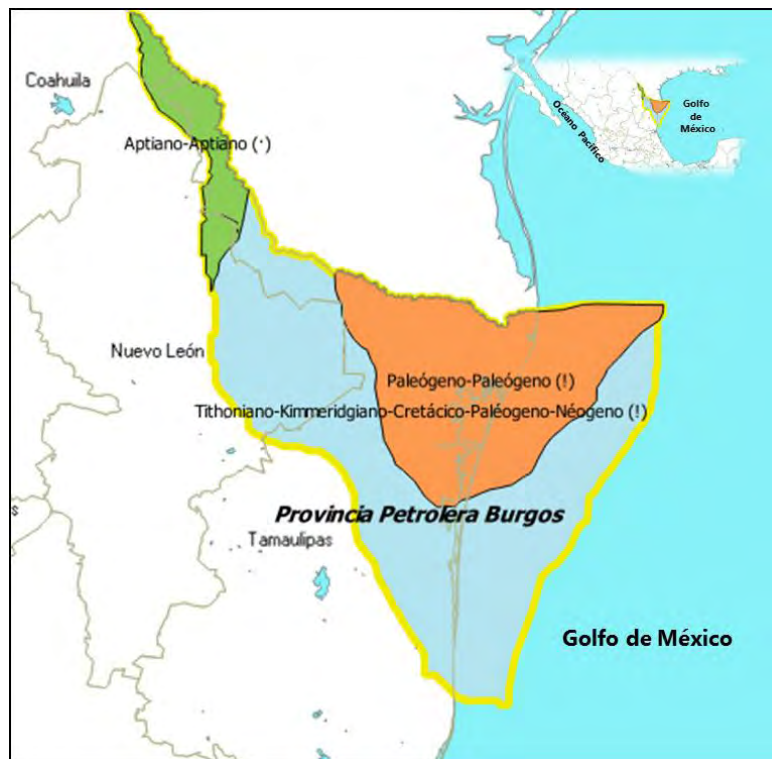 Coahuila
Aptiano-Aptiano (·)
Océano Pacífico
Golfo
de
México
Nuevo León
Paleógeno-Paleógeno (!)
Tithoniano-Kimmeridgiano-Cretácico-Paléogeno-Néogeno (!)
Provincia Petrolera Burgos
Tamaulipas
Golfo de México